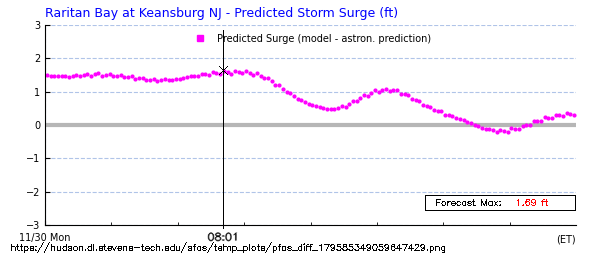 Raritan Bay at Keansburg NJ - Predicted Storm Surge (ft)
3
Predicted Surge (model - astron. prediction)
2
1
0
−1
−2
Forecast Max: 1.69 ft
−3
11/30 Mon 08:01 (ET)
https://hudson.dl.stevens-tech.edu/sfas/temp_plots/pfas_diff_1795853490596​47429.png